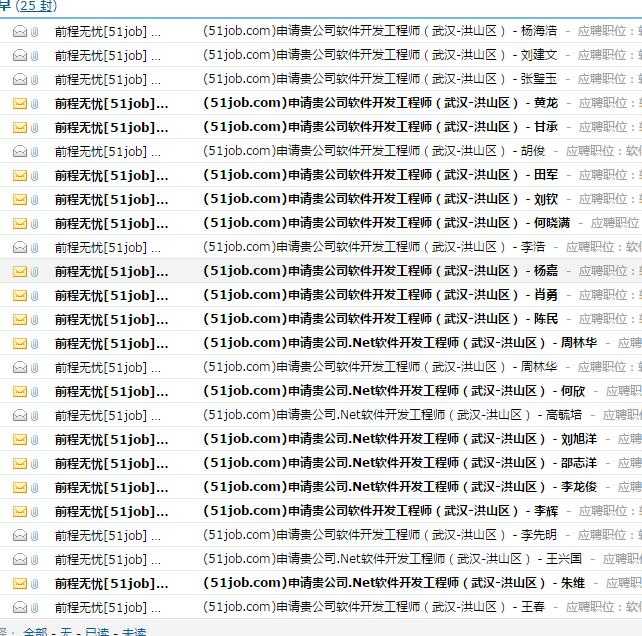 早 (25 封)
前程无忧[51job] ... (51job.com)申请贵公司软件开发工程师（武汉-洪山区） - 杨海浩 - 应聘职位：
前程无忧[51job] ... (51job.com)申请贵公司软件开发工程师（武汉-洪山区） - 刘建文 - 应聘职位：
前程无忧[51job] ... (51job.com)申请贵公司软件开发工程师（武汉-洪山区） - 张玺玉 - 应聘职位：
前程无忧[51job]... (51job.com)申请贵公司软件开发工程师（武汉-洪山区） - 黄龙 - 应聘职位：
前程无忧[51job]... (51job.com)申请贵公司软件开发工程师（武汉-洪山区） - 甘承 - 应聘职位：
前程无忧[51job] ... (51job.com)申请贵公司软件开发工程师（武汉-洪山区） - 胡俊 - 应聘职位：软件
前程无忧[51job]... (51job.com)申请贵公司软件开发工程师（武汉-洪山区） - 田军 - 应聘职位：
前程无忧[51job]... (51job.com)申请贵公司软件开发工程师（武汉-洪山区） - 刘钦 - 应聘职位：
前程无忧[51job]... (51job.com)申请贵公司软件开发工程师（武汉-洪山区） - 何晓满 - 应聘职位
前程无忧[51job] ... (51job.com)申请贵公司软件开发工程师（武汉-洪山区） - 李浩 - 应聘职位：软件
前程无忧[51job]... (51job.com)申请贵公司软件开发工程师（武汉-洪山区） - 杨嘉 - 应聘职位：
前程无忧[51job]... (51job.com)申请贵公司软件开发工程师（武汉-洪山区） - 肖勇 - 应聘职位：
前程无忧[51job]... (51job.com)申请贵公司软件开发工程师（武汉-洪山区） - 陈民 - 应聘职位：
前程无忧[51job]... (51job.com)申请贵公司.Net软件开发工程师（武汉-洪山区） - 周林华 - 应聘
前程无忧[51job] ... (51job.com)申请贵公司软件开发工程师（武汉-洪山区） - 周林华 - 应聘职位：
前程无忧[51job]... (51job.com)申请贵公司.Net软件开发工程师（武汉-洪山区） - 何欣 - 应聘职
前程无忧[51job] ... (51job.com)申请贵公司.Net软件开发工程师（武汉-洪山区） - 高毓培 - 应聘职位
前程无忧[51job]... (51job.com)申请贵公司.Net软件开发工程师（武汉-洪山区） - 刘旭洋 - 应聘
前程无忧[51job]... (51job.com)申请贵公司.Net软件开发工程师（武汉-洪山区） - 邵志洋 - 应聘
前程无忧[51job]... (51job.com)申请贵公司.Net软件开发工程师（武汉-洪山区） - 李龙俊 - 应聘
前程无忧[51job]... (51job.com)申请贵公司软件开发工程师（武汉-洪山区） - 李辉 - 应聘职位：
前程无忧[51job] ... (51job.com)申请贵公司软件开发工程师（武汉-洪山区） - 李先明 - 应聘职位：
前程无忧[51job] ... (51job.com)申请贵公司.Net软件开发工程师（武汉-洪山区） - 王兴国 - 应聘职位
前程无忧[51job]... (51job.com)申请贵公司.Net软件开发工程师（武汉-洪山区） - 朱维 - 应聘职
前程无忧[51job] ... (51job.com)申请贵公司软件开发工程师（武汉-洪山区） - 王春 - 应聘职位：软件
全部 - 无 - 已读 - 未读